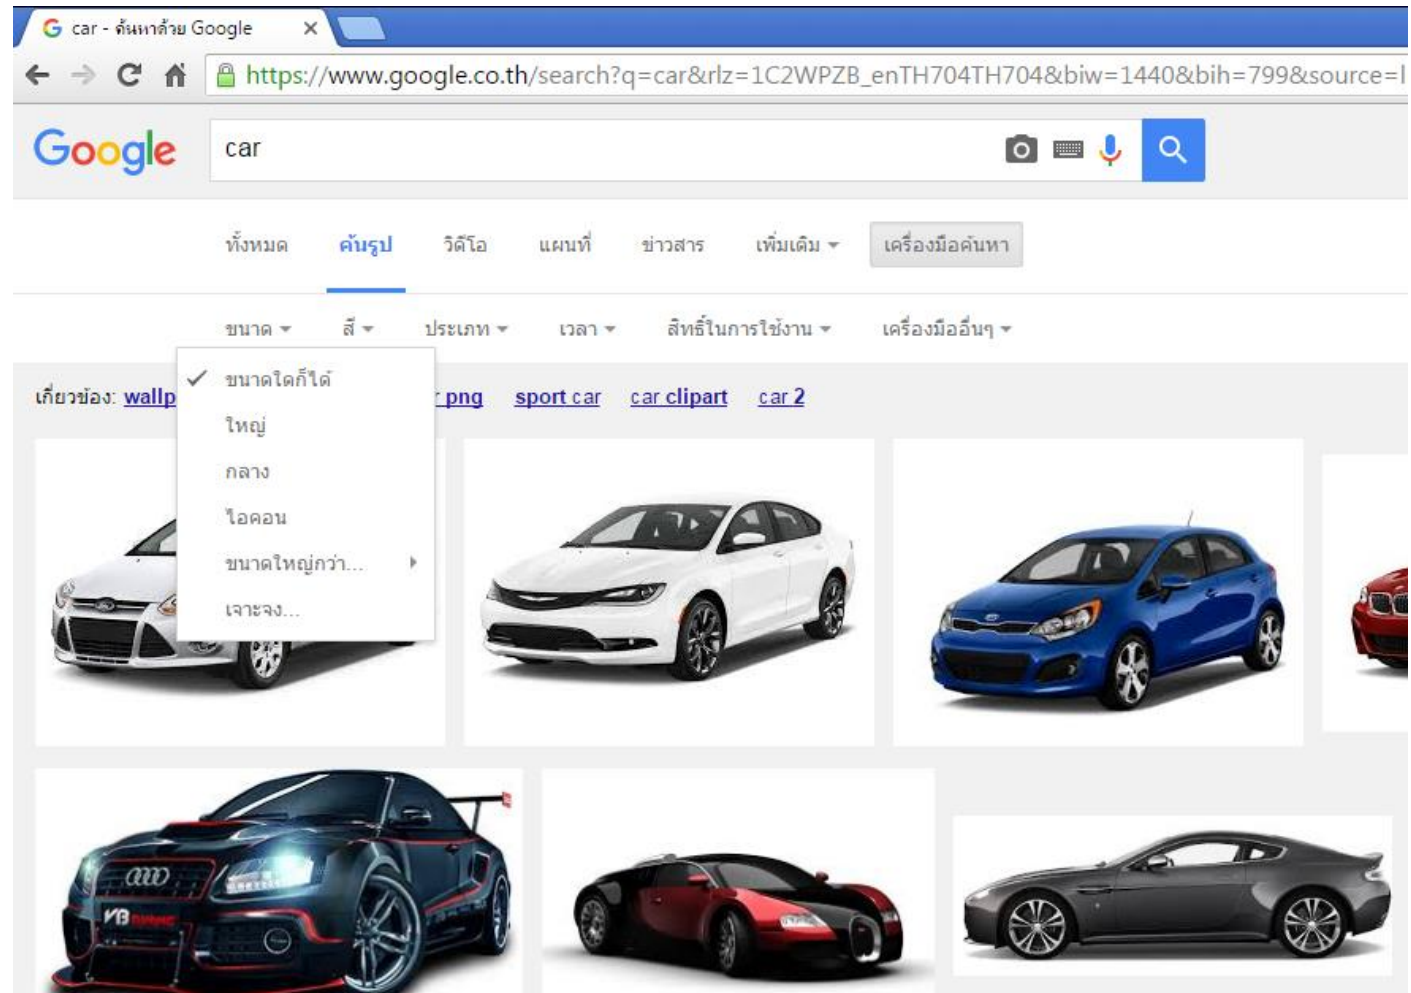 car - ค้นหาด้วย Google
https://www.google.co.th/search?q=car&rlz=1C2WPZB_enTH704TH704&biw=1440&bih=799&source=l
Google car
ทั้งหมด ค้นรูป วิดีโอ แผนที่ ข่าวสาร เพิ่มเติม เครื่องมือค้นหา
ขนาด สี ประเภท เวลา สิทธิ์ในการใช้งาน เครื่องมืออื่นๆ
ขนาดใดก็ได้
เกี่ยวข้อง: wallp r png sport car car clipart car 2
ใหญ่
กลาง
ไอคอน
ขนาดใหญ่กว่า...
เจาะจง...